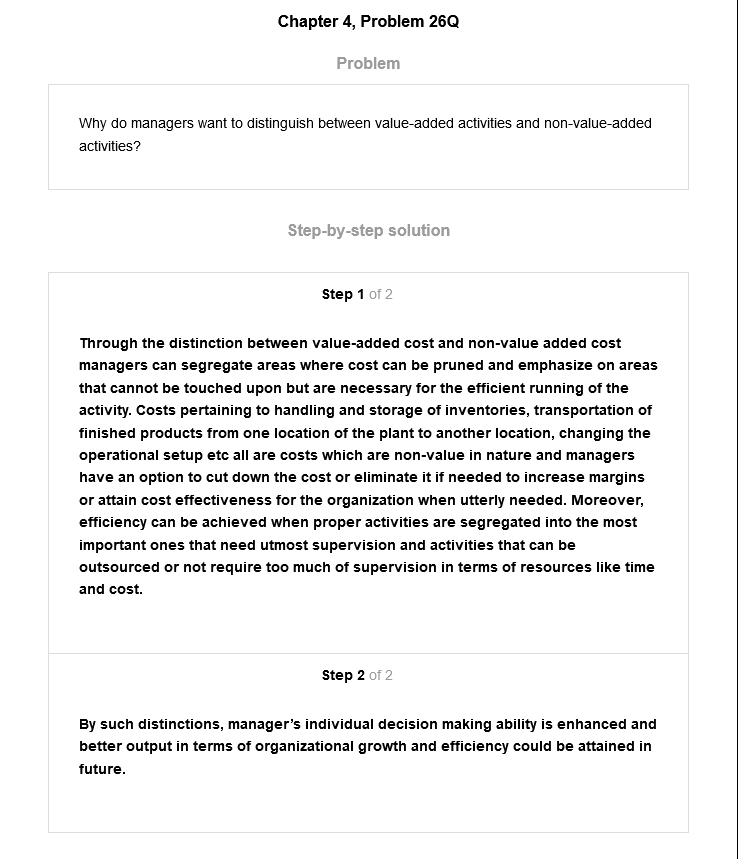 Chapter 4, Problem 26Q
Problem
Why do managers want to distinguish between value-added activities and non-value-added
activities?
Step-by-step solution
Step 1 of 2
Through the distinction between value-added cost and non-value added cost
managers can segregate areas where cost can be pruned and emphasize on areas
that cannot be touched upon but are necessary for the efficient running of the
activity. Costs pertaining to handling and storage of inventories, transportation of
finished products from one location of the plant to another location, changing the
operational setup etc all are costs which are non-value in nature and managers
have an option to cut down the cost or eliminate it if needed to increase margins
or attain cost effectiveness for the organization when utterly needed. Moreover,
efficiency can be achieved when proper activities are segregated into the most
important ones that need utmost supervision and activities that can be
outsourced or not require too much of supervision in terms of resources like time
and cost.
Step 2 of 2
By such distinctions, manager’s individual decision making ability is enhanced and
better output in terms of organizational growth and efficiency could be attained in
future.